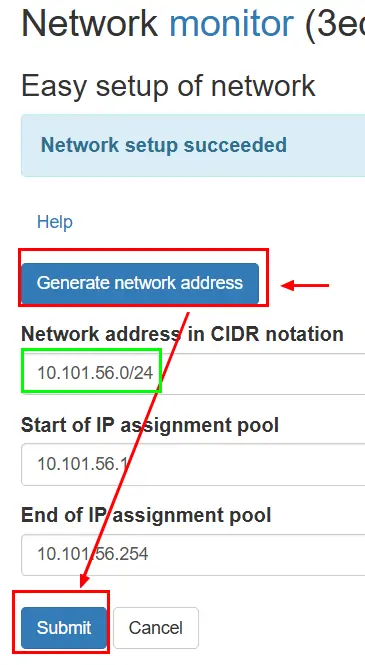 Network monitor (3ec
Easy setup of network
Network setup succeeded
Help
Generate network address
Network address in CIDR notation
10.101.56.0/24
Start of IP assignment pool
10.101.56.1
End of IP assignment pool
10.101.56.254
Submit Cancel